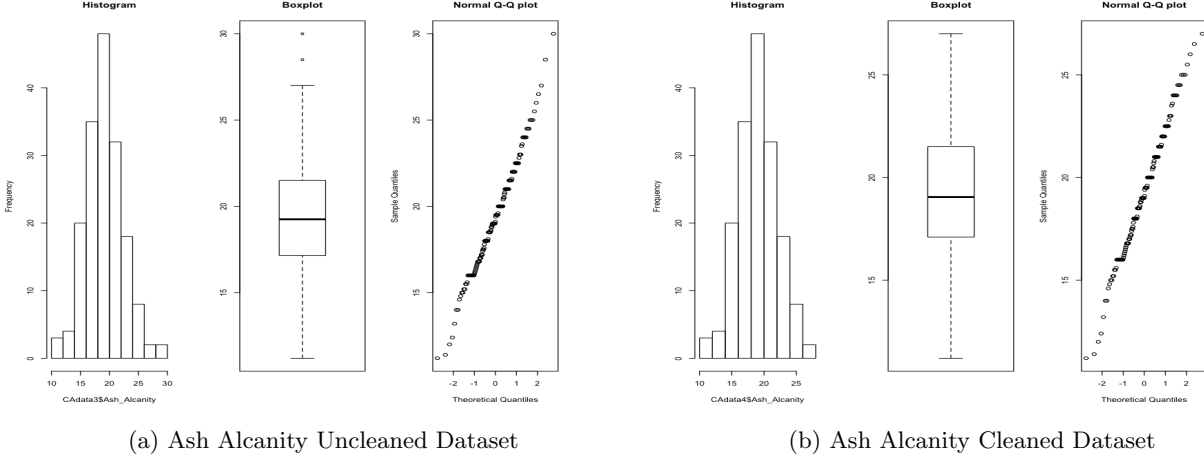 Histogram
Boxplot
Normal Q-Q plot
Frequency
0
10
20
30
40
10
15
20
25
30
CAdata3$Ash_Alcanity
15
20
25
30
Sample Quantiles
15
20
25
30
-2
-1
0
1
2
Theoretical Quantiles
(a) Ash Alcanity Uncleaned Dataset
Histogram
Boxplot
Normal Q-Q plot
Frequency
0
10
20
30
40
10
15
20
25
CAdata4$Ash_Alcanity
15
20
25
Sample Quantiles
15
20
25
-2
-1
0
1
2
Theoretical Quantiles
(b) Ash Alcanity Cleaned Dataset